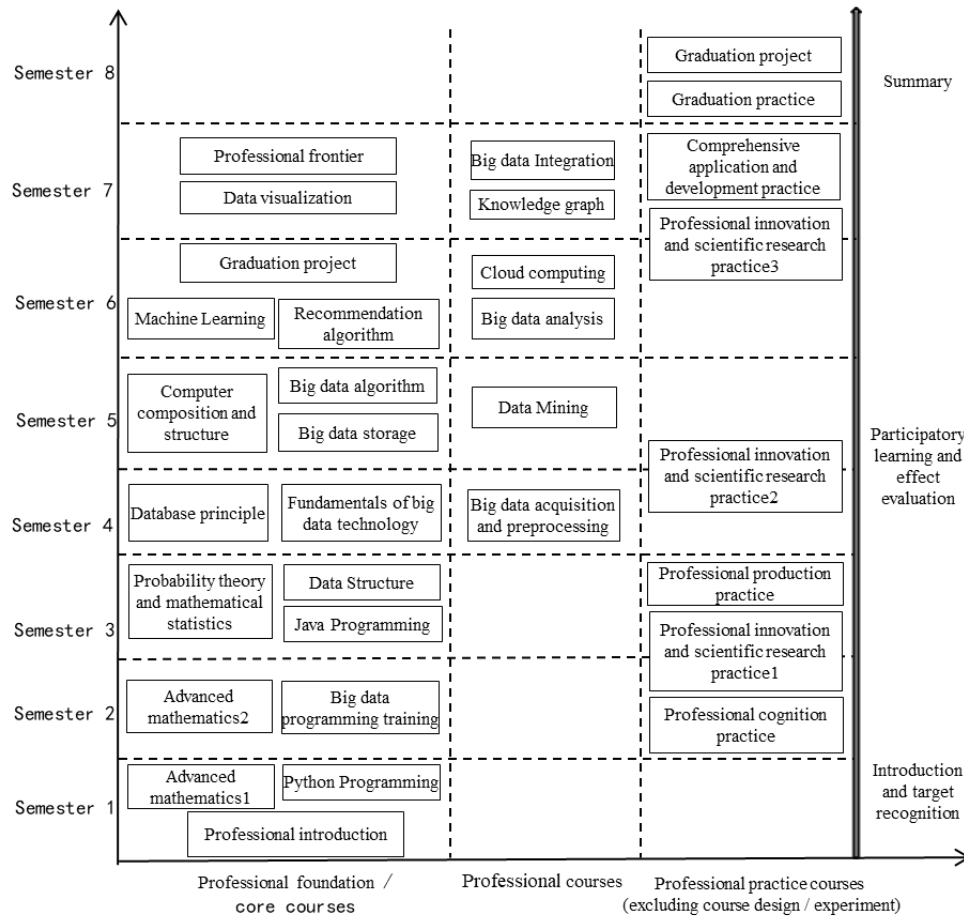 Semester 8
Graduation project
Graduation practice
Summary
Semester 7
Professional frontier
Data visualization
Big data Integration
Knowledge graph
Comprehensive
application and
development practice
Professional innovation
and scientific research
practice3
Semester 6
Graduation project
Machine Learning
Recommendation
algorithm
Cloud computing
Big data analysis
Semester 5
Computer
composition and
structure
Big data algorithm
Big data storage
Data Mining
Professional innovation
and scientific research
practice2
Participatory
learning and
effect
evaluation
Semester 4
Database principle
Fundamentals of big
data technology
Big data acquisition
and preprocessing
Semester 3
Probability theory
and mathematical
statistics
Data Structure
Java Programming
Professional production
practice
Professional innovation
and scientific research
practice1
Semester 2
Advanced
mathematics2
Big data
programming training
Professional cognition
practice
Semester 1
Advanced
mathematics1
Python Programming
Professional introduction
Introduction
and target
recognition
Professional foundation /
core courses
Professional courses
Professional practice courses
(excluding course design / experiment)